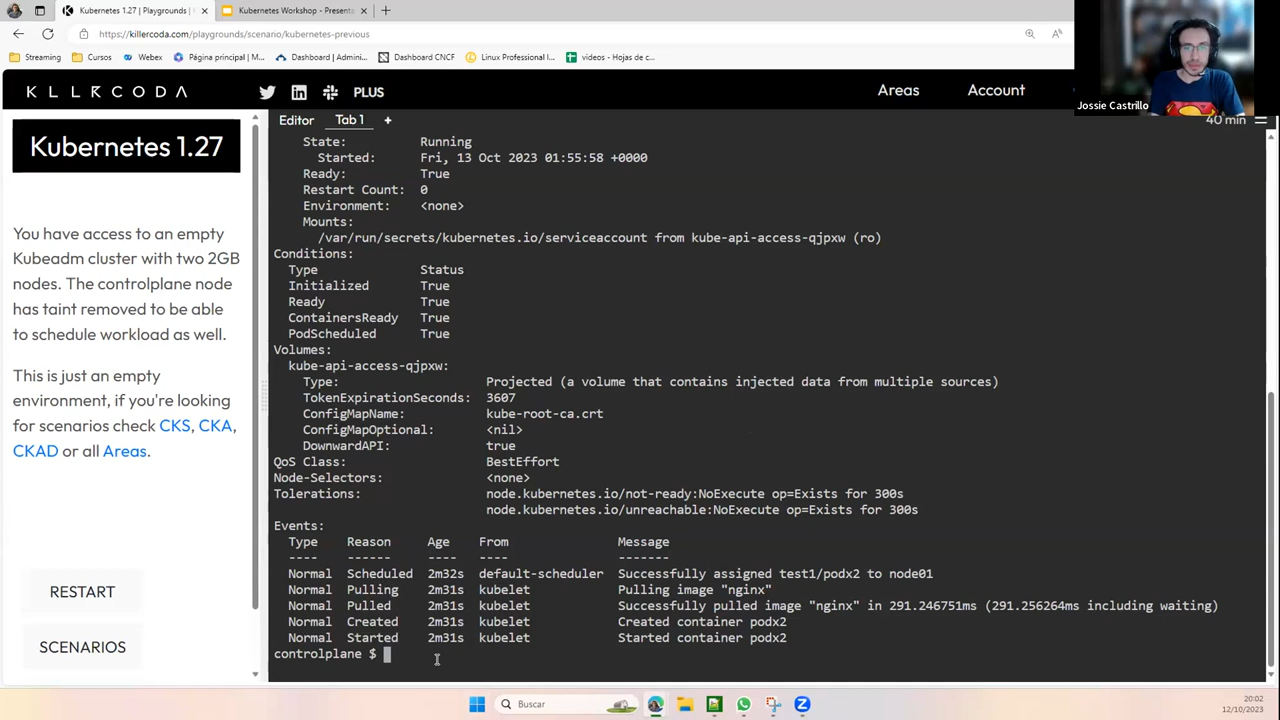 Kubernetes 1.27 | Playgrounds |
Kubernetes Workshop - Presenta
https://killercoda.com/playgrounds/scenario/kubernetes-previous
Streaming
Cursos
Webex
Página principal | M...
Dashboard | Admini...
Dashboard CNCF
Linux Professional I...
videos - Hojas de c...
Jossie Castrillo
KLLRCODA
PLUS
Areas
Account
Kubernetes 1.27
You have access to an empty
Kubeadm cluster with two 2GB
nodes. The controlplane node
has taint removed to be able
to schedule workload as well.
This is just an empty
environment, if you're looking
for scenarios check CKS, CKA,
CKAD or all Areas.
RESTART
SCENARIOS
Editor Tab 1 +
40 min
State: Running
Started: Fri, 13 Oct 2023 01:55:58 +0000
Ready: True
Restart Count: 0
Environment: <none>
Mounts:
/var/run/secrets/kubernetes.io/serviceaccount from kube-api-access-qjpxw (ro)
Conditions:
Type Status
Initialized True
Ready True
ContainersReady True
PodScheduled True
Volumes:
kube-api-access-qjpxw:
Type: Projected (a volume that contains injected data from multiple sources)
TokenExpirationSeconds: 3607
ConfigMapName: kube-root-ca.crt
ConfigMapOptional: <nil>
DownwardAPI: true
QoS Class: BestEffort
Node-Selectors: <none>
Tolerations: node.kubernetes.io/not-ready:NoExecute op=Exists for 300s
node.kubernetes.io/unreachable:NoExecute op=Exists for 300s
Events:
Type Reason Age From Message
---- ------ ---- ---- -------
Normal Scheduled 2m32s default-scheduler Successfully assigned test1/podx2 to node01
Normal Pulling 2m31s kubelet Pulling image "nginx"
Normal Pulled 2m31s kubelet Successfully pulled image "nginx" in 291.246751ms (291.256264ms including waiting)
Normal Created 2m31s kubelet Created container podx2
Normal Started 2m31s kubelet Started container podx2
controlplane $
Buscar
20:02
12/10/2023